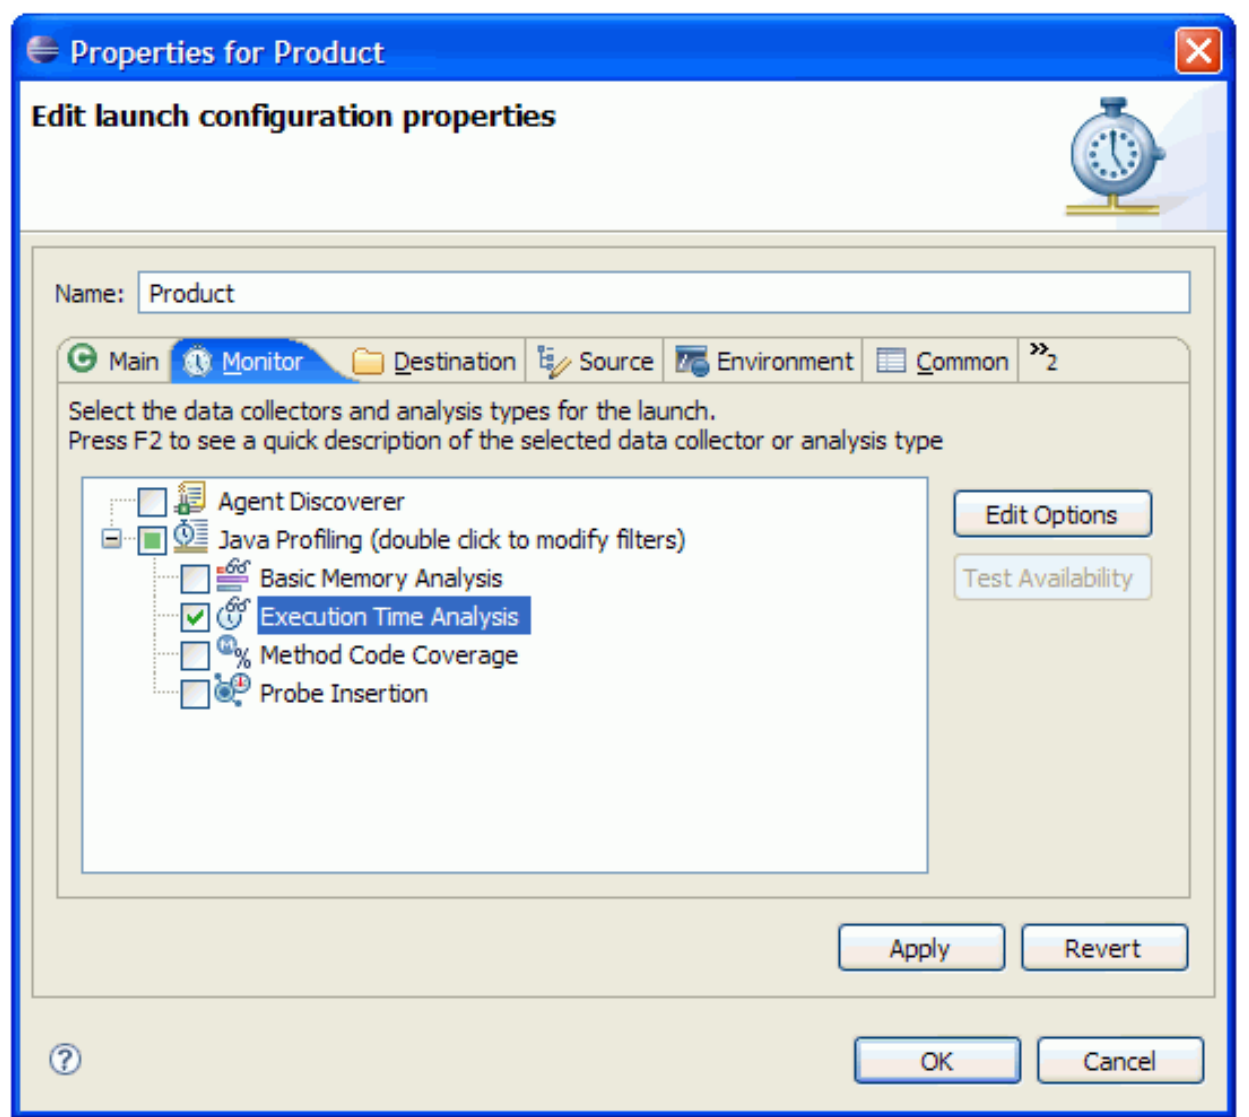 Properties for Product
Edit launch configuration properties
Name: Product
Main Monitor Destination Source Environment Common »2
Select the data collectors and analysis types for the launch.
Press F2 to see a quick description of the selected data collector or analysis type
Agent Discoverer
Edit Options
Java Profiling (double click to modify filters)
Basic Memory Analysis
Test Availability
Execution Time Analysis
Method Code Coverage
Probe Insertion
Apply Revert
OK Cancel